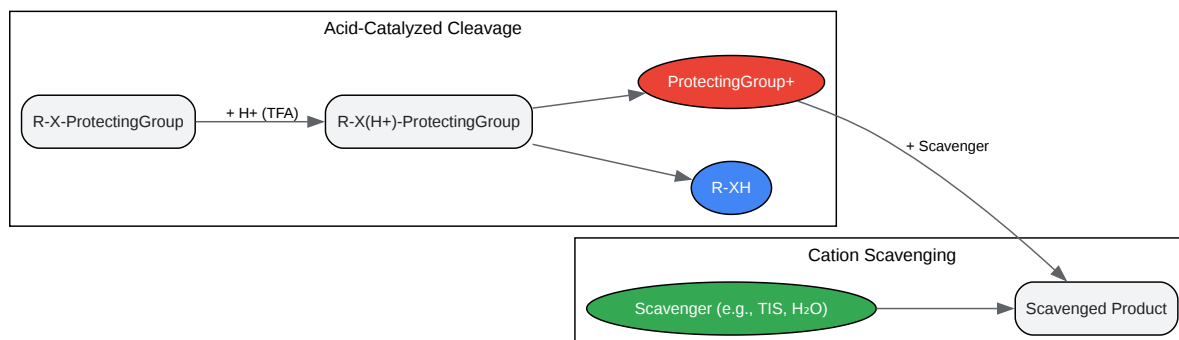 Acid-Catalyzed Cleavage
R-X-ProtectingGroup
+ H+ (TFA)
R-X(H+)-ProtectingGroup
ProtectingGroup+
R-XH
+ Scavenger
Cation Scavenging
Scavenger (e.g., TIS, H₂O)
Scavenged Product